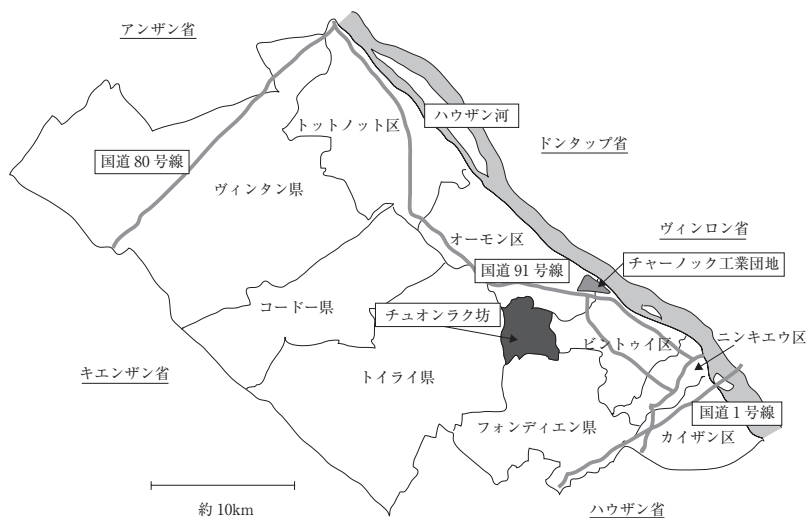 アンザン省
トットノット区
ハウザン河
ドンタップ省
国道 80 号線
ヴィンタン県
オーモン区
ヴィンロン省
国道 91 号線
チャーノック工業団地
コードー県
チュオンラク坊
ビントゥイ区
ニンキエウ区
キエンザン省
トイライ県
国道 1 号線
フォンディエン県
カイザン区
約 10km
ハウザン省